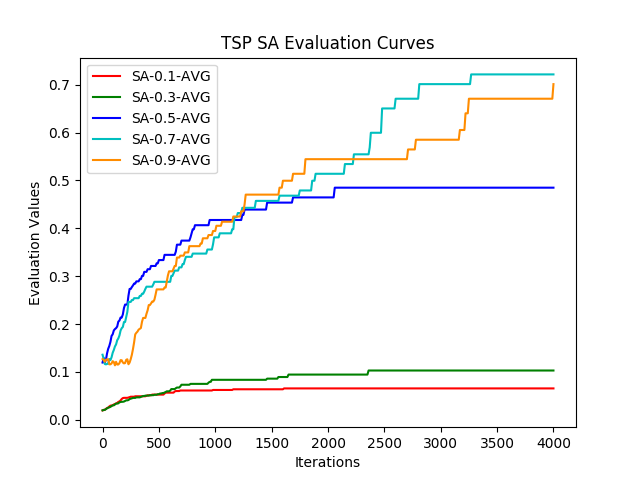 TSP SA Evaluation Curves
SA-0.1-AVG
SA-0.3-AVG
SA-0.5-AVG
SA-0.7-AVG
SA-0.9-AVG
Evaluation Values
0.7
0.6
0.5
0.4
0.3
0.2
0.1
0.0
0 500 1000 1500 2000 2500 3000 3500 4000
Iterations